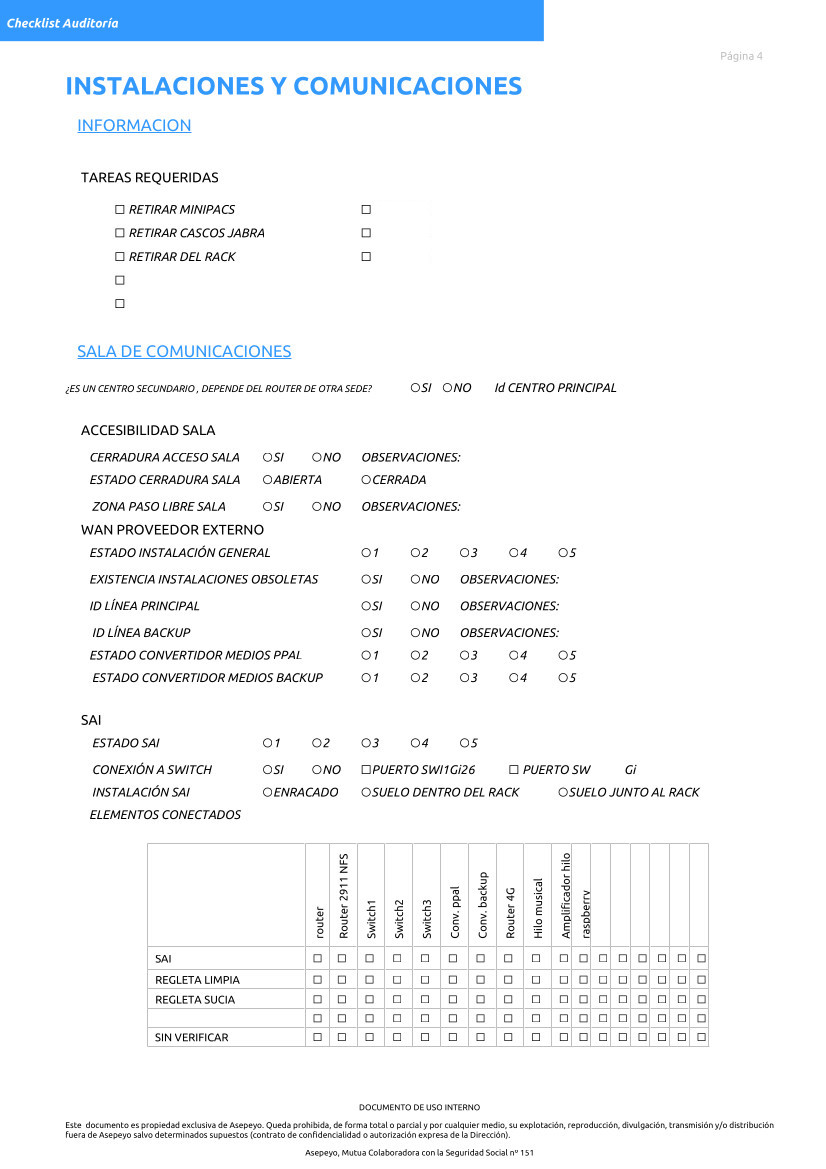 Checklist Auditoría
Página 4
INSTALACIONES Y COMUNICACIONES
INFORMACION
TAREAS REQUERIDAS
☐ RETIRAR MINIPACS ☐
☐ RETIRAR CASCOS JABRA ☐
☐ RETIRAR DEL RACK ☐
☐
☐
SALA DE COMUNICACIONES
¿ES UN CENTRO SECUNDARIO , DEPENDE DEL ROUTER DE OTRA SEDE? ○SI ○NO Id CENTRO PRINCIPAL
ACCESIBILIDAD SALA
CERRADURA ACCESO SALA ○SI ○NO OBSERVACIONES:
ESTADO CERRADURA SALA ○ABIERTA ○CERRADA
ZONA PASO LIBRE SALA ○SI ○NO OBSERVACIONES:
WAN PROVEEDOR EXTERNO
ESTADO INSTALACIÓN GENERAL ○1 ○2 ○3 ○4 ○5
EXISTENCIA INSTALACIONES OBSOLETAS ○SI ○NO OBSERVACIONES:
ID LÍNEA PRINCIPAL ○SI ○NO OBSERVACIONES:
ID LÍNEA BACKUP ○SI ○NO OBSERVACIONES:
ESTADO CONVERTIDOR MEDIOS PPAL ○1 ○2 ○3 ○4 ○5
ESTADO CONVERTIDOR MEDIOS BACKUP ○1 ○2 ○3 ○4 ○5
SAI
ESTADO SAI ○1 ○2 ○3 ○4 ○5
CONEXIÓN A SWITCH ○SI ○NO ☐PUERTO SWI1Gi26 ☐ PUERTO SW Gi
INSTALACIÓN SAI ○ENRACADO ○SUELO DENTRO DEL RACK ○SUELO JUNTO AL RACK
ELEMENTOS CONECTADOS
router Router 2911 NFS Switch1 Switch2 Switch3 Conv. ppal Conv. backup Router 4G Hilo musical Amplificador hilo raspberry
SAI ☐ ☐ ☐ ☐ ☐ ☐ ☐ ☐ ☐ ☐ ☐ ☐ ☐ ☐ ☐ ☐ ☐
REGLETA LIMPIA ☐ ☐ ☐ ☐ ☐ ☐ ☐ ☐ ☐ ☐ ☐ ☐ ☐ ☐ ☐ ☐ ☐
REGLETA SUCIA ☐ ☐ ☐ ☐ ☐ ☐ ☐ ☐ ☐ ☐ ☐ ☐ ☐ ☐ ☐ ☐ ☐
☐ ☐ ☐ ☐ ☐ ☐ ☐ ☐ ☐ ☐ ☐ ☐ ☐ ☐ ☐ ☐ ☐
SIN VERIFICAR ☐ ☐ ☐ ☐ ☐ ☐ ☐ ☐ ☐ ☐ ☐ ☐ ☐ ☐ ☐ ☐ ☐
DOCUMENTO DE USO INTERNO
Este documento es propiedad exclusiva de Asepeyo. Queda prohibida, de forma total o parcial y por cualquier medio, su explotación, reproducción, divulgación, transmisión y/o distribución
fuera de Asepeyo salvo determinados supuestos (contrato de confidencialidad o autorización expresa de la Dirección).
Asepeyo, Mutua Colaboradora con la Seguridad Social nº 151